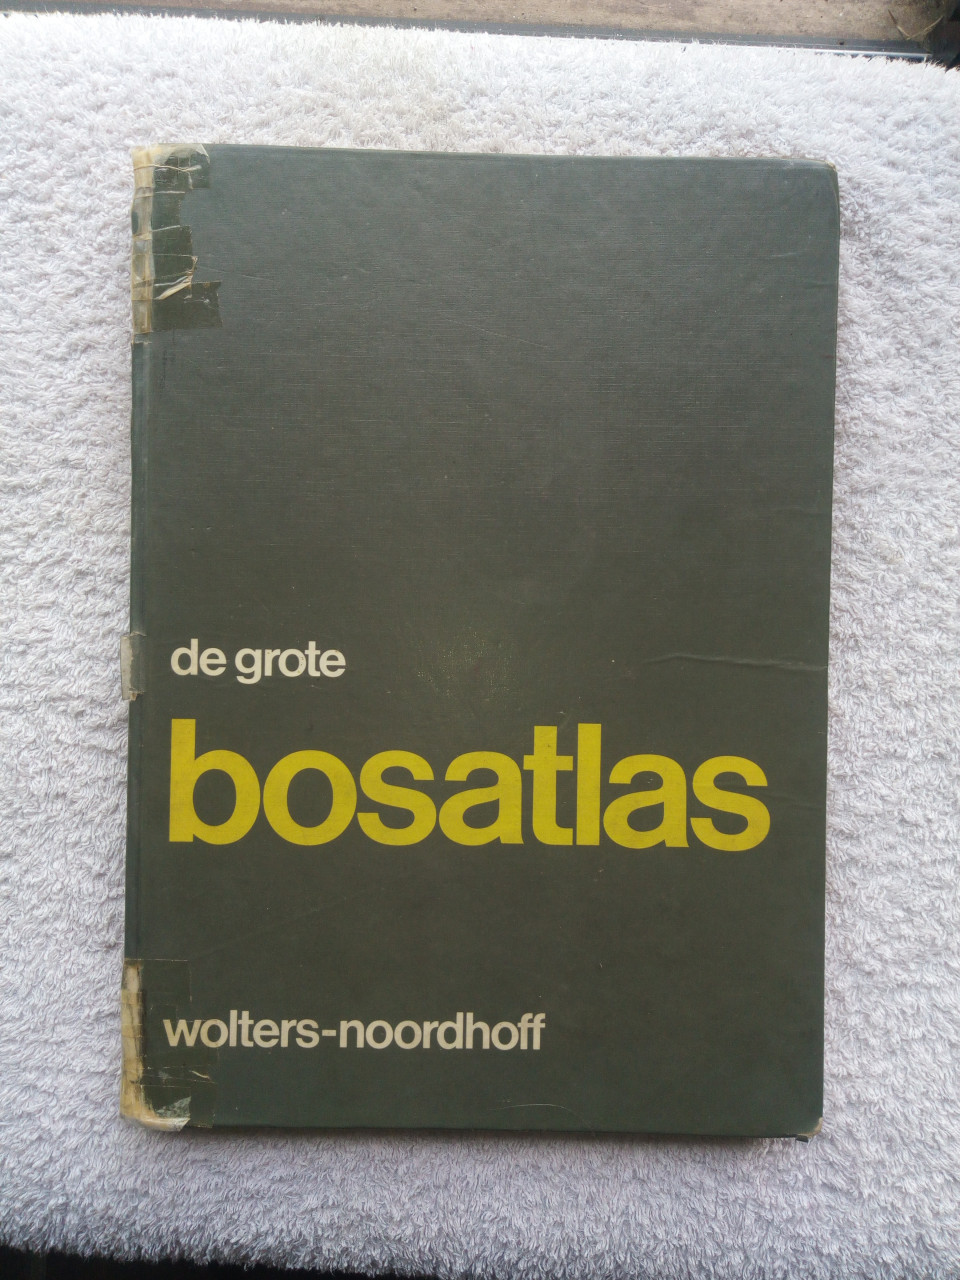 de grote
bosatlas
wolters-noordhoff